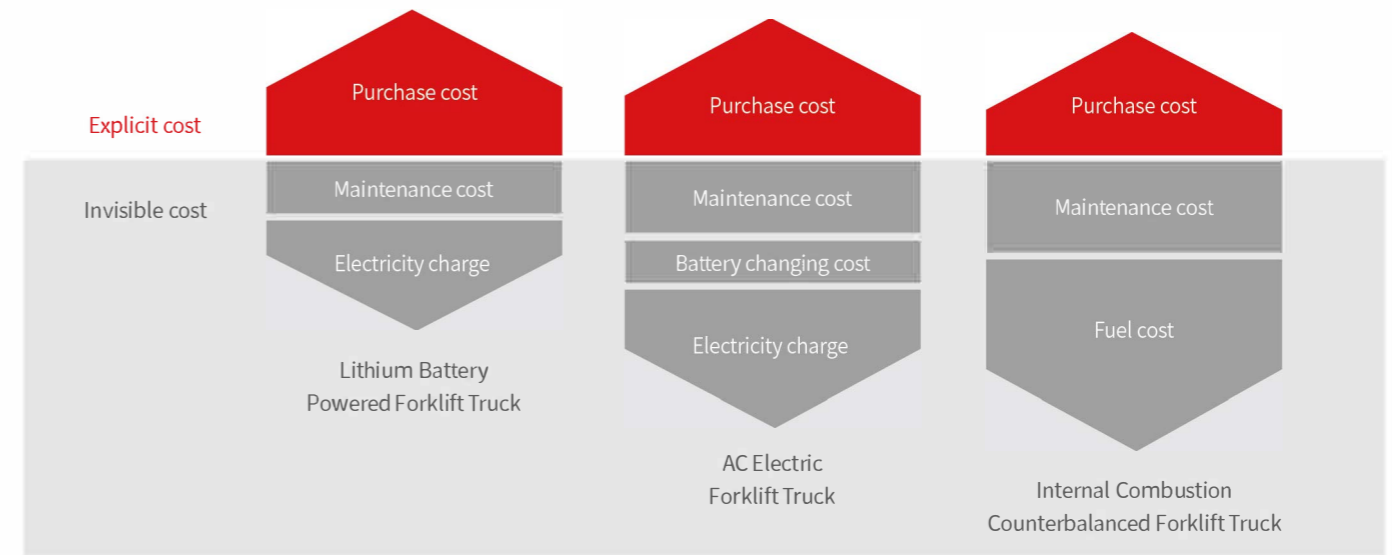 Explicit cost
Invisible cost
Purchase cost
Maintenance cost
Electricity charge
Lithium Battery
Powered Forklift Truck
Purchase cost
Maintenance cost
Battery changing cost
Electricity charge
AC Electric
Forklift Truck
Purchase cost
Maintenance cost
Fuel cost
Internal Combustion
Counterbalanced Forklift Truck